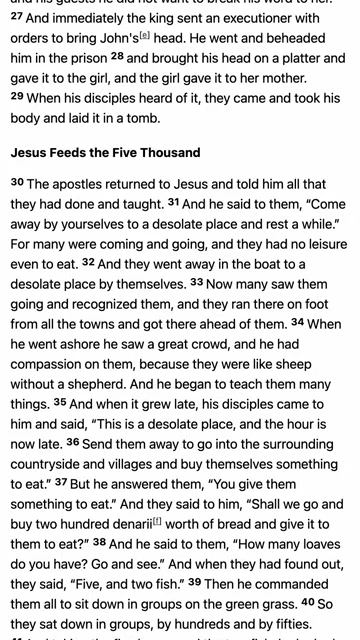 and his guests he did not want to break his word to her.
27 And immediately the king sent an executioner with
orders to bring John's[e] head. He went and beheaded
him in the prison 28 and brought his head on a platter and
gave it to the girl, and the girl gave it to her mother.
29 When his disciples heard of it, they came and took his
body and laid it in a tomb.
Jesus Feeds the Five Thousand
30 The apostles returned to Jesus and told him all that
they had done and taught. 31 And he said to them, “Come
away by yourselves to a desolate place and rest a while.”
For many were coming and going, and they had no leisure
even to eat. 32 And they went away in the boat to a
desolate place by themselves. 33 Now many saw them
going and recognized them, and they ran there on foot
from all the towns and got there ahead of them. 34 When
he went ashore he saw a great crowd, and he had
compassion on them, because they were like sheep
without a shepherd. And he began to teach them many
things. 35 And when it grew late, his disciples came to
him and said, “This is a desolate place, and the hour is
now late. 36 Send them away to go into the surrounding
countryside and villages and buy themselves something
to eat.” 37 But he answered them, “You give them
something to eat.” And they said to him, “Shall we go and
buy two hundred denarii[f] worth of bread and give it to
them to eat?” 38 And he said to them, “How many loaves
do you have? Go and see.” And when they had found out,
they said, “Five, and two fish.” 39 Then he commanded
them all to sit down in groups on the green grass. 40 So
they sat down in groups, by hundreds and by fifties.